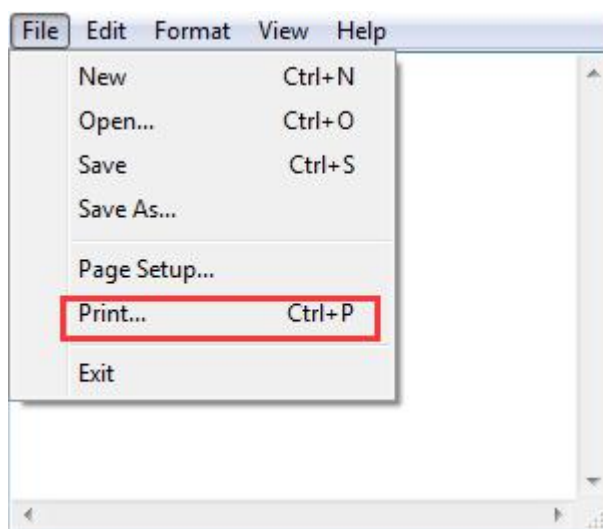 File Edit Format View Help
New Ctrl+N
Open... Ctrl+O
Save Ctrl+S
Save As...
Page Setup...
Print... Ctrl+P
Exit